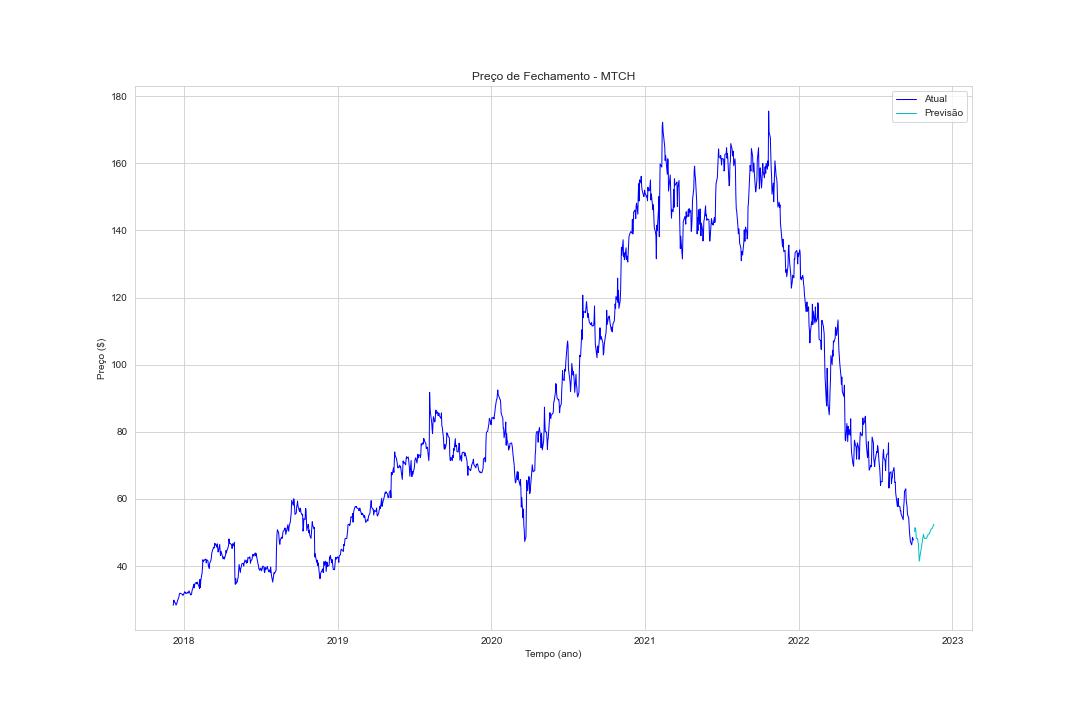 Preço de Fechamento - MTCH
Atual
Previsão
180
160
140
120
100
80
60
40
Preço ($)
2018 2019 2020 2021 2022 2023
Tempo (ano)